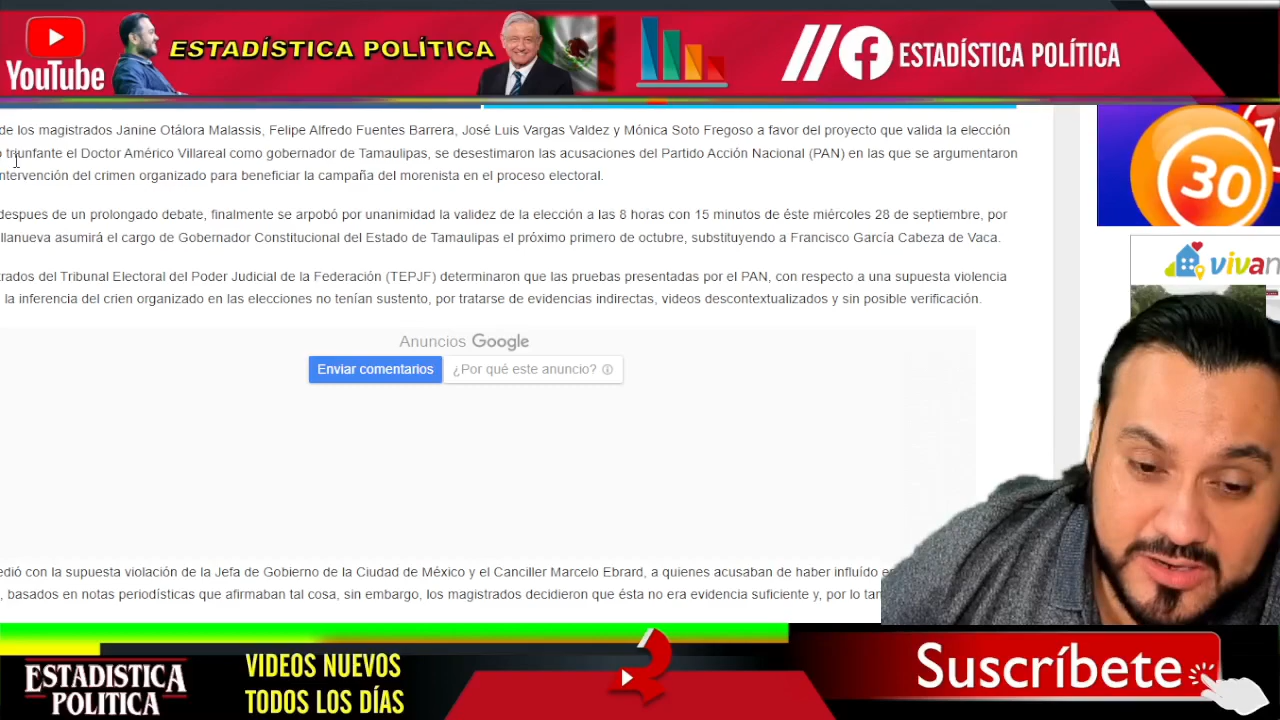 YouTube
ESTADÍSTICA POLÍTICA
ESTADÍSTICA POLÍTICA
de los magistrados Janine Otálora Malassis, Felipe Alfredo Fuentes Barrera, José Luis Vargas Valdez y Mónica Soto Fregoso a favor del proyecto que valida la elección
triunfante el Doctor Américo Villareal como gobernador de Tamaulipas, se desestimaron las acusaciones del Partido Acción Nacional (PAN) en las que se argumentaron
ntervención del crimen organizado para beneficiar la campaña del morenista en el proceso electoral.
despues de un prolongado debate, finalmente se arpobó por unanimidad la validez de la elección a las 8 horas con 15 minutos de éste miércoles 28 de septiembre, por
illanueva asumirá el cargo de Gobernador Constitucional del Estado de Tamaulipas el próximo primero de octubre, substituyendo a Francisco García Cabeza de Vaca.
trados del Tribunal Electoral del Poder Judicial de la Federación (TEPJF) determinaron que las pruebas presentadas por el PAN, con respecto a una supuesta violencia
la inferencia del crien organizado en las elecciones no tenían sustento, por tratarse de evidencias indirectas, videos descontextualizados y sin posible verificación.
30
vivan
Anuncios Google
Enviar comentarios
¿Por qué este anuncio?
edió con la supuesta violación de la Jefa de Gobierno de la Ciudad de México y el Canciller Marcelo Ebrard, a quienes acusaban de haber influído
, basados en notas periodísticas que afirmaban tal cosa, sin embargo, los magistrados decidieron que ésta no era evidencia suficiente y, por lo tan
ESTADISTICA
POLÍTICA
VIDEOS NUEVOS
TODOS LOS DÍAS
Suscríbete